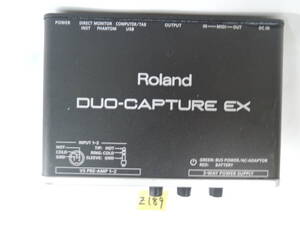 POWER DIRECT MONITOR COMPUTER/TAB OUTPUT IN — MIDI — OUT DC IN
INST PHANTOM USB
Roland
DUO-CAPTURE EX
INPUT 1-2
HOT TIP: HOT
COLD RING: COLD
GND SLEEVE: GND
VS PRE-AMP 1-2
GREEN: BUS POWER/AC-ADAPTOR
RED: BATTERY
3-WAY POWER SUPPLY
Z189